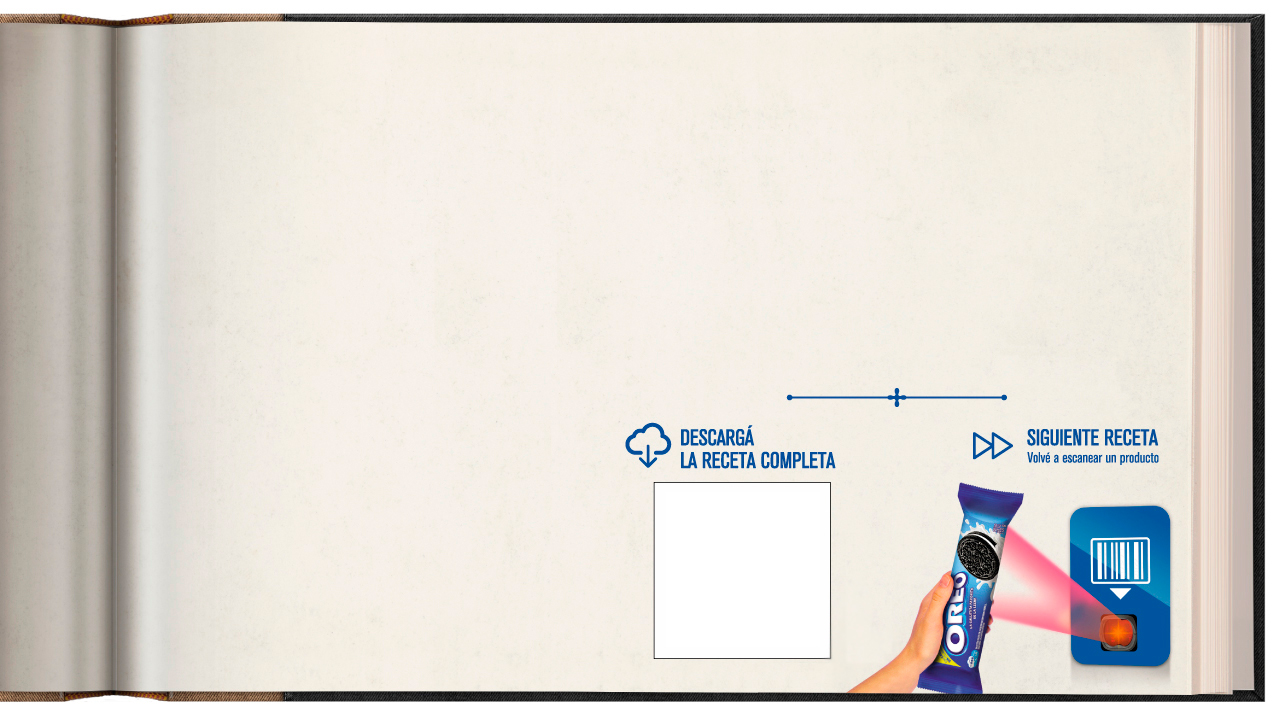 DESCARGÁ
LA RECETA COMPLETA
SIGUIENTE RECETA
Volvé a escanear un producto
OREO